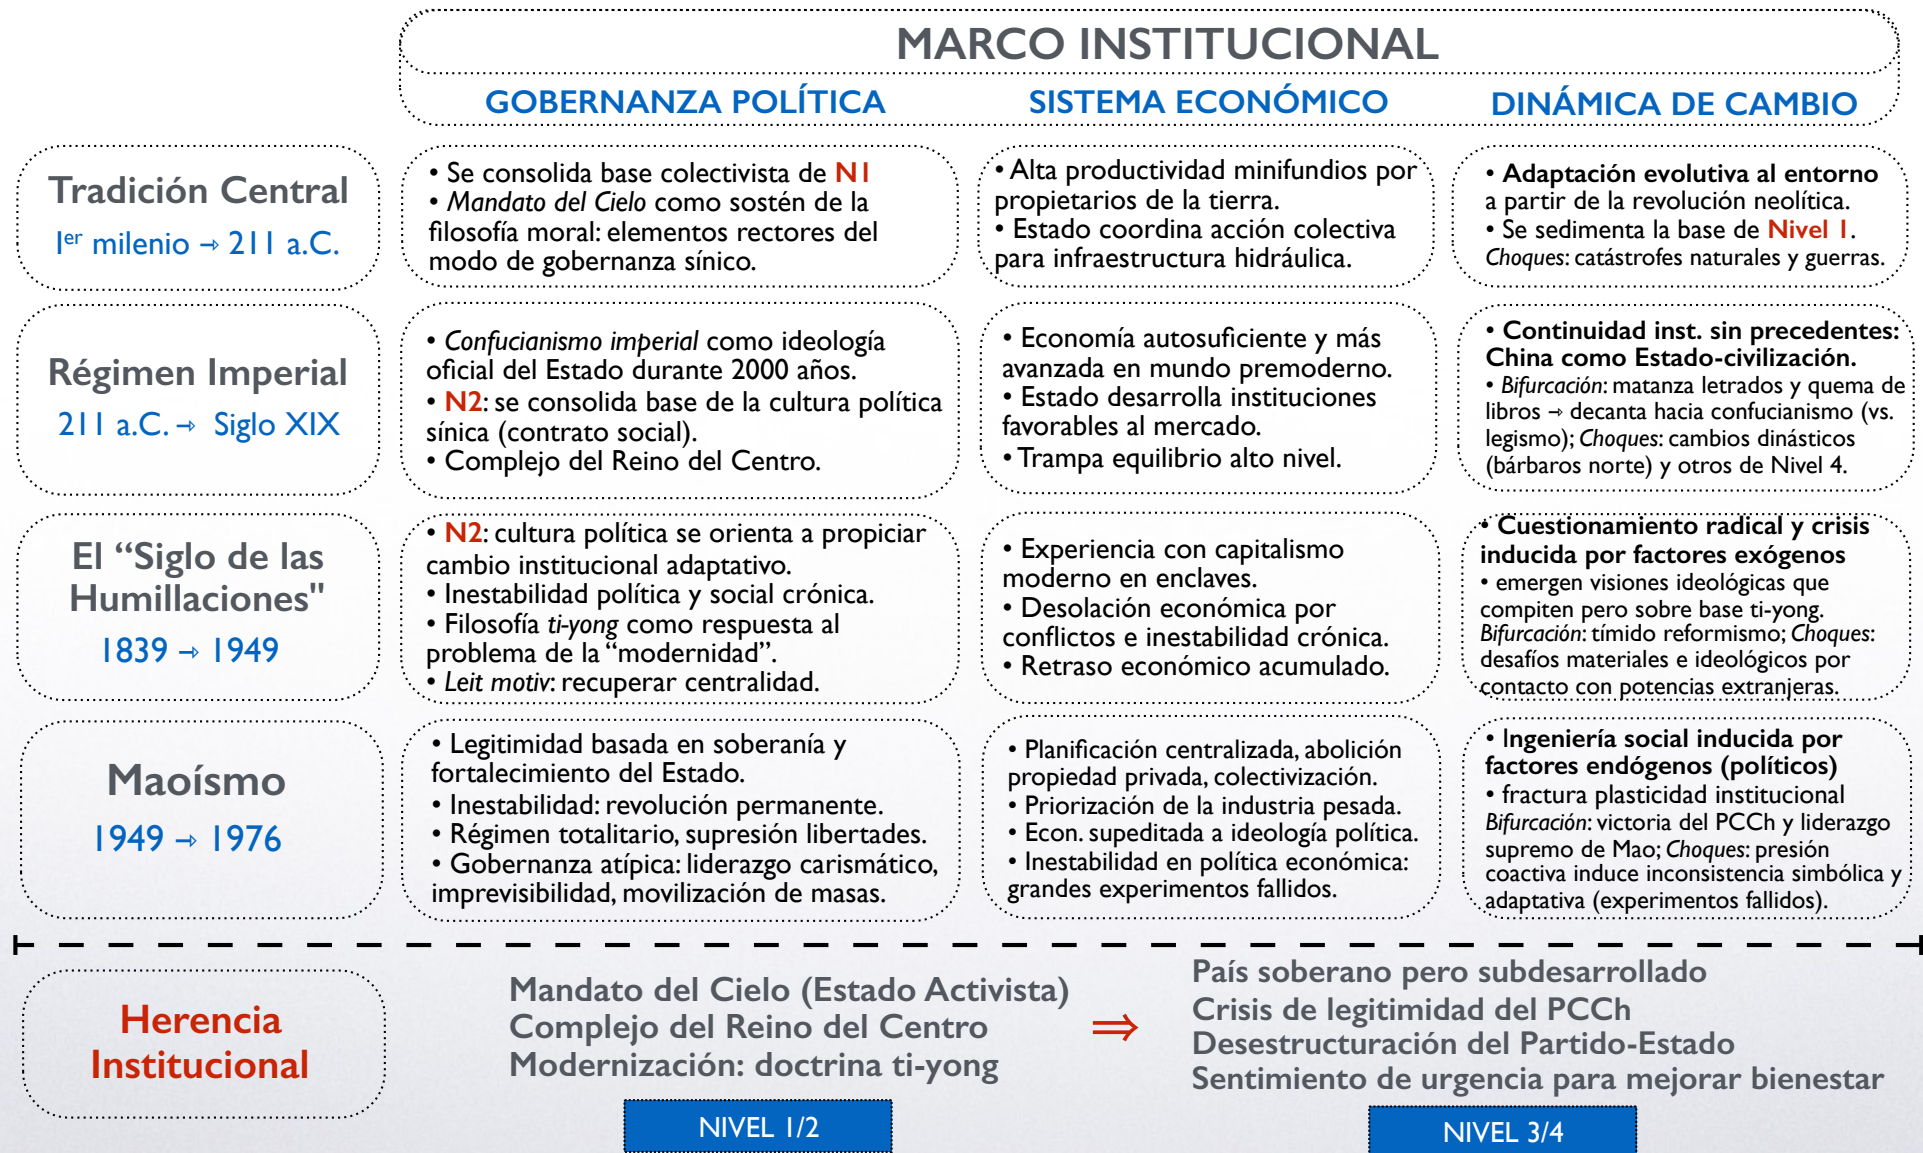 MARCO INSTITUCIONAL
GOBERNANZA POLÍTICA
SISTEMA ECONÓMICO
DINÁMICA DE CAMBIO
Tradición Central
Ier milenio → 211 a.C.
• Se consolida base colectivista de N1
• Mandato del Cielo como sostén de la
filosofía moral: elementos rectores del
modo de gobernanza sínico.
• Alta productividad minifundios por
propietarios de la tierra.
• Estado coordina acción colectiva
para infraestructura hidráulica.
• Adaptación evolutiva al entorno
a partir de la revolución neolítica.
• Se sedimenta la base de Nivel 1.
Choques: catástrofes naturales y guerras.
Régimen Imperial
211 a.C. → Siglo XIX
• Confucianismo imperial como ideología
oficial del Estado durante 2000 años.
• N2: se consolida base de la cultura política
sínica (contrato social).
• Complejo del Reino del Centro.
• Economía autosuficiente y más
avanzada en mundo premoderno.
• Estado desarrolla instituciones
favorables al mercado.
• Trampa equilibrio alto nivel.
• Continuidad inst. sin precedentes:
China como Estado-civilización.
• Bifurcación: matanza letrados y quema de
libros → decanta hacia confucianismo (vs.
legismo); Choques: cambios dinásticos
(bárbaros norte) y otros de Nivel 4.
El “Siglo de las
Humillaciones"
1839 → 1949
• N2: cultura política se orienta a propiciar
cambio institucional adaptativo.
• Inestabilidad política y social crónica.
• Filosofía ti-yong como respuesta al
problema de la “modernidad”.
• Leit motiv: recuperar centralidad.
• Experiencia con capitalismo
moderno en enclaves.
• Desolación económica por
conflictos e inestabilidad crónica.
• Retraso económico acumulado.
• Cuestionamiento radical y crisis
inducida por factores exógenos
• emergen visiones ideológicas que
compiten pero sobre base ti-yong.
Bifurcación: tímido reformismo; Choques:
desafíos materiales e ideológicos por
contacto con potencias extranjeras.
Maoísmo
1949 → 1976
• Legitimidad basada en soberanía y
fortalecimiento del Estado.
• Inestabilidad: revolución permanente.
• Régimen totalitario, supresión libertades.
• Gobernanza atípica: liderazgo carismático,
imprevisibilidad, movilización de masas.
• Planificación centralizada, abolición
propiedad privada, colectivización.
• Priorización de la industria pesada.
• Econ. supeditada a ideología política.
• Inestabilidad en política económica:
grandes experimentos fallidos.
• Ingeniería social inducida por
factores endógenos (políticos)
• fractura plasticidad institucional
Bifurcación: victoria del PCCh y liderazgo
supremo de Mao; Choques: presión
coactiva induce inconsistencia simbólica y
adaptativa (experimentos fallidos).
Herencia
Institucional
Mandato del Cielo (Estado Activista)
Complejo del Reino del Centro
Modernización: doctrina ti-yong
⇒
País soberano pero subdesarrollado
Crisis de legitimidad del PCCh
Desestructuración del Partido-Estado
Sentimiento de urgencia para mejorar bienestar
NIVEL 1/2
NIVEL 3/4